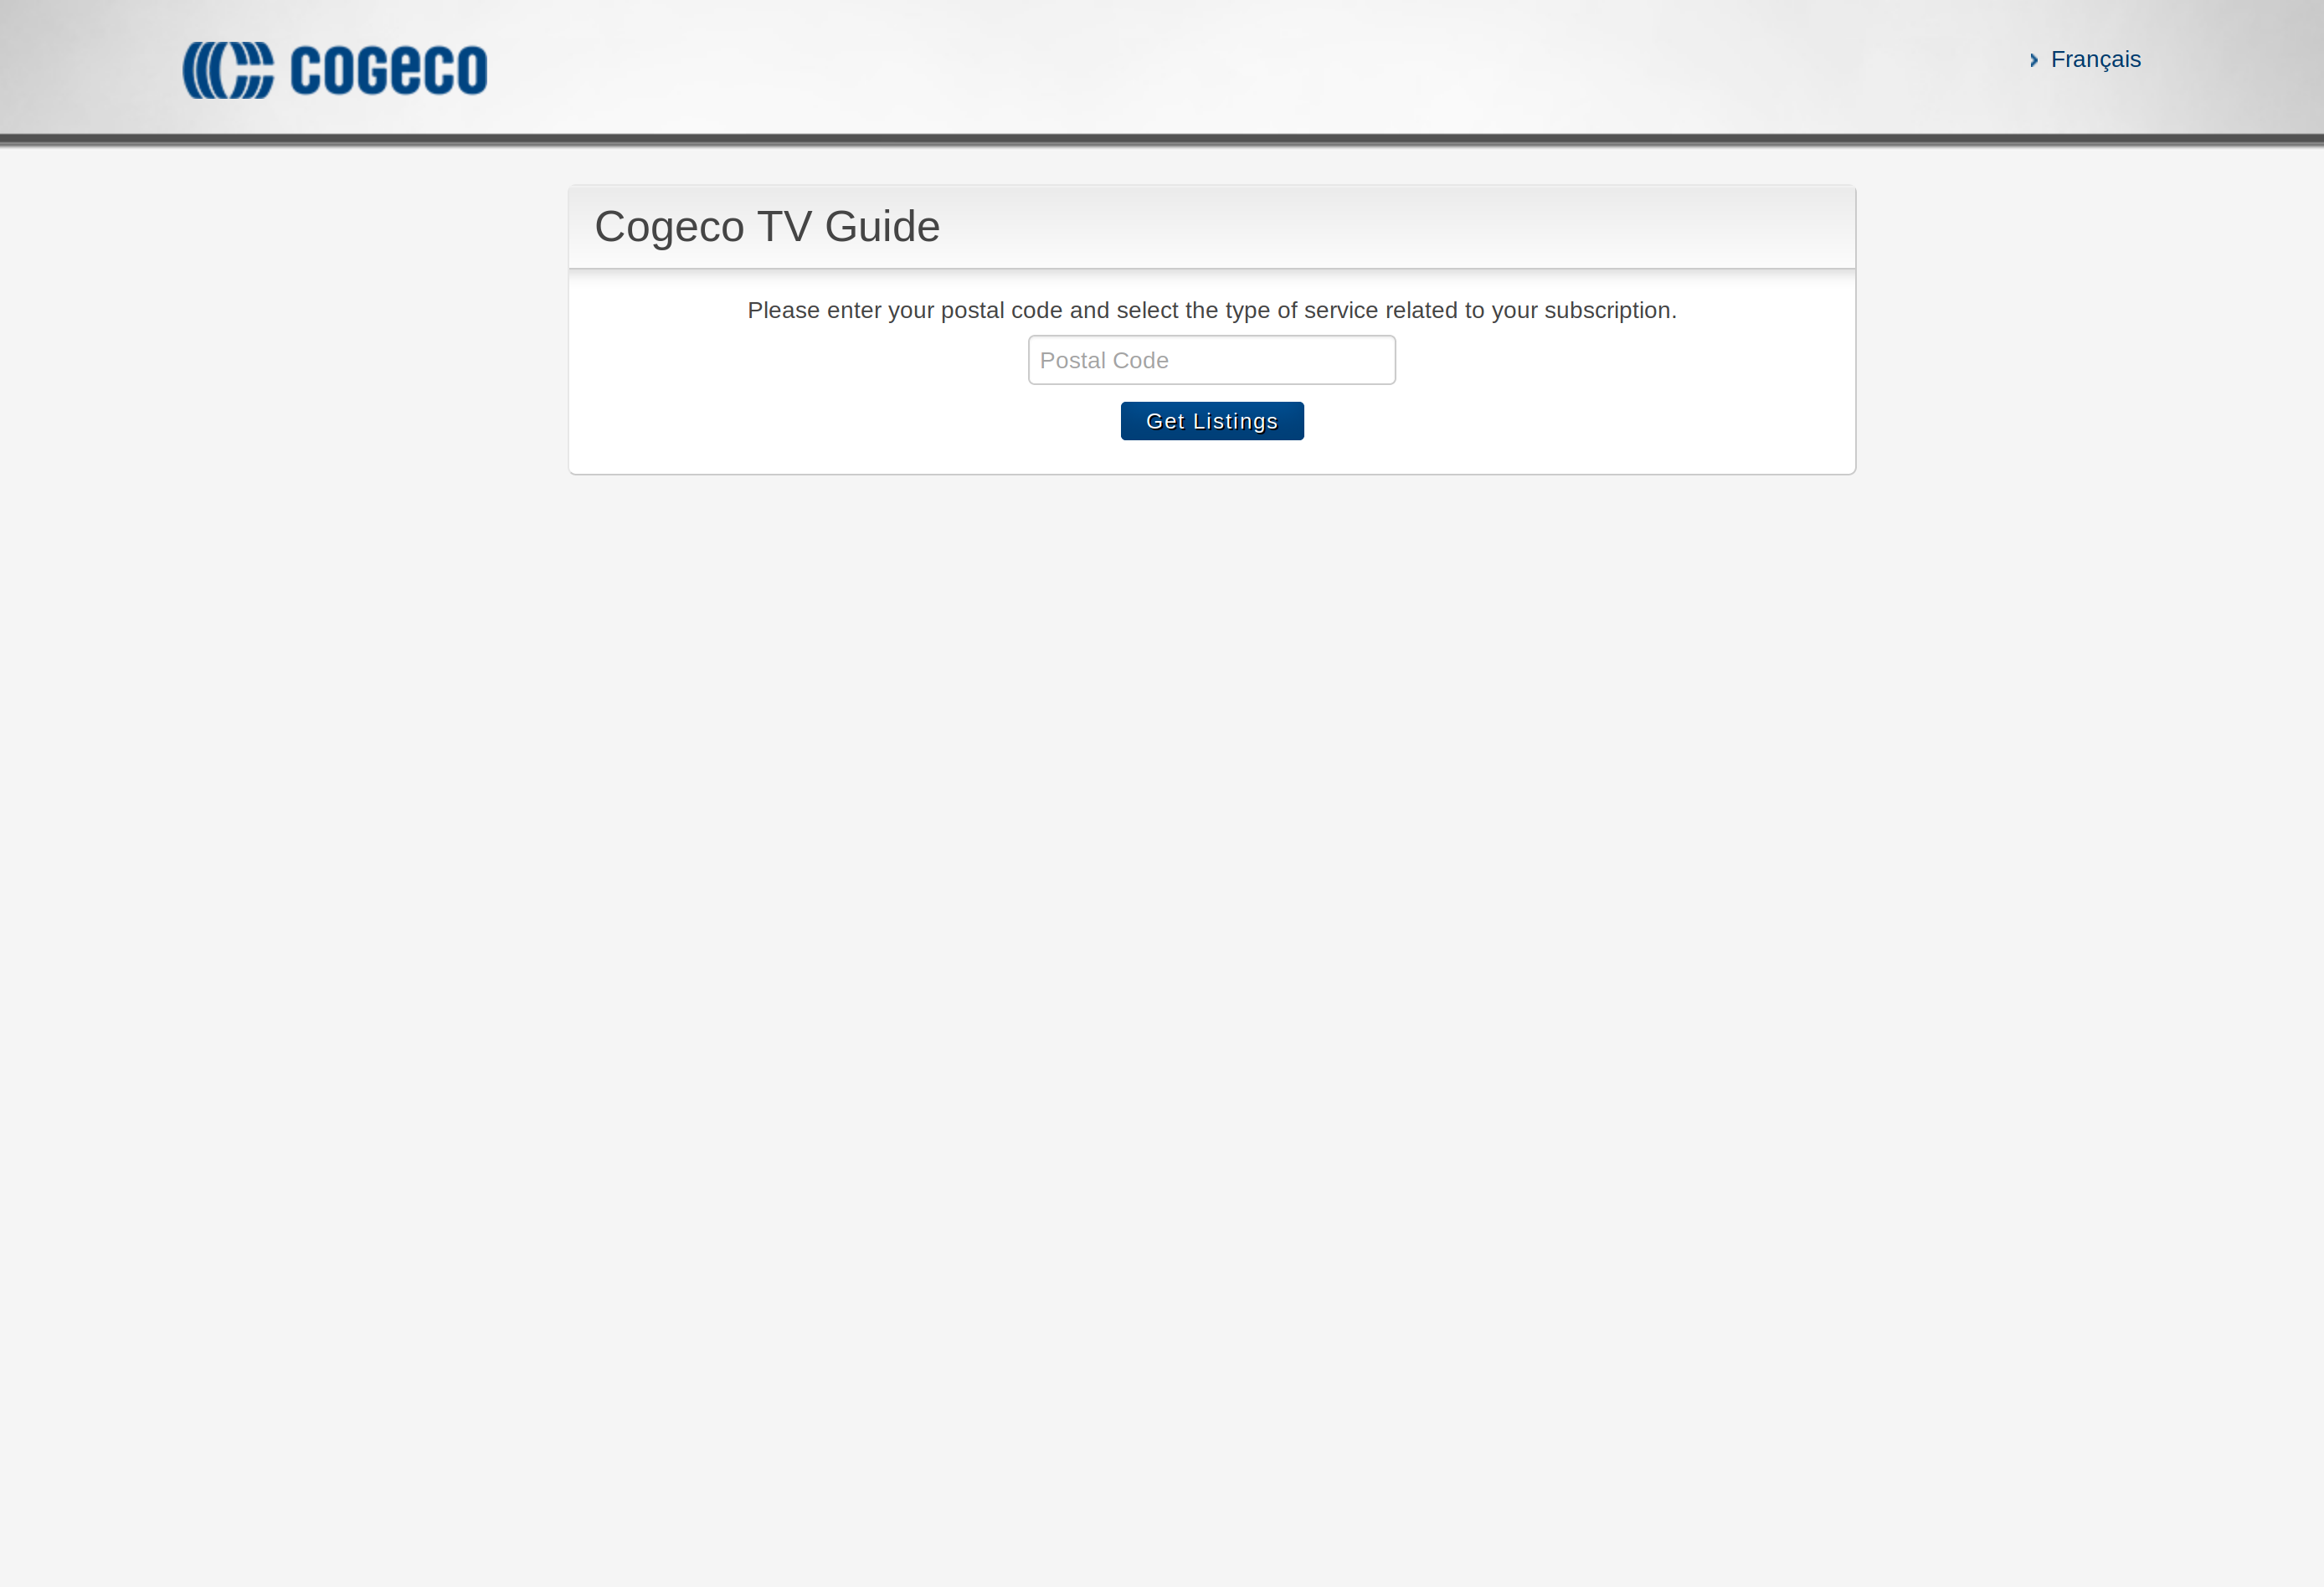 cogeco
Français
Cogeco TV Guide
Please enter your postal code and select the type of service related to your subscription.
Postal Code
Get Listings